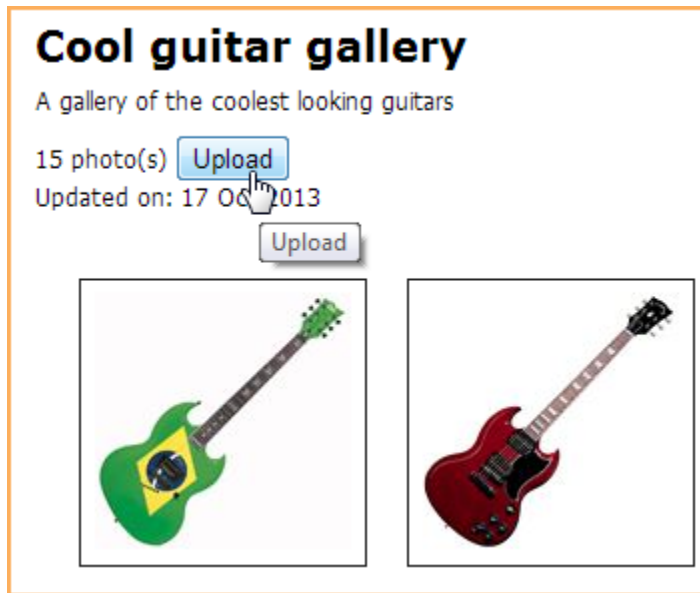 Cool guitar gallery
A gallery of the coolest looking guitars
15 photo(s) Upload
Updated on: 17 2013
Upload